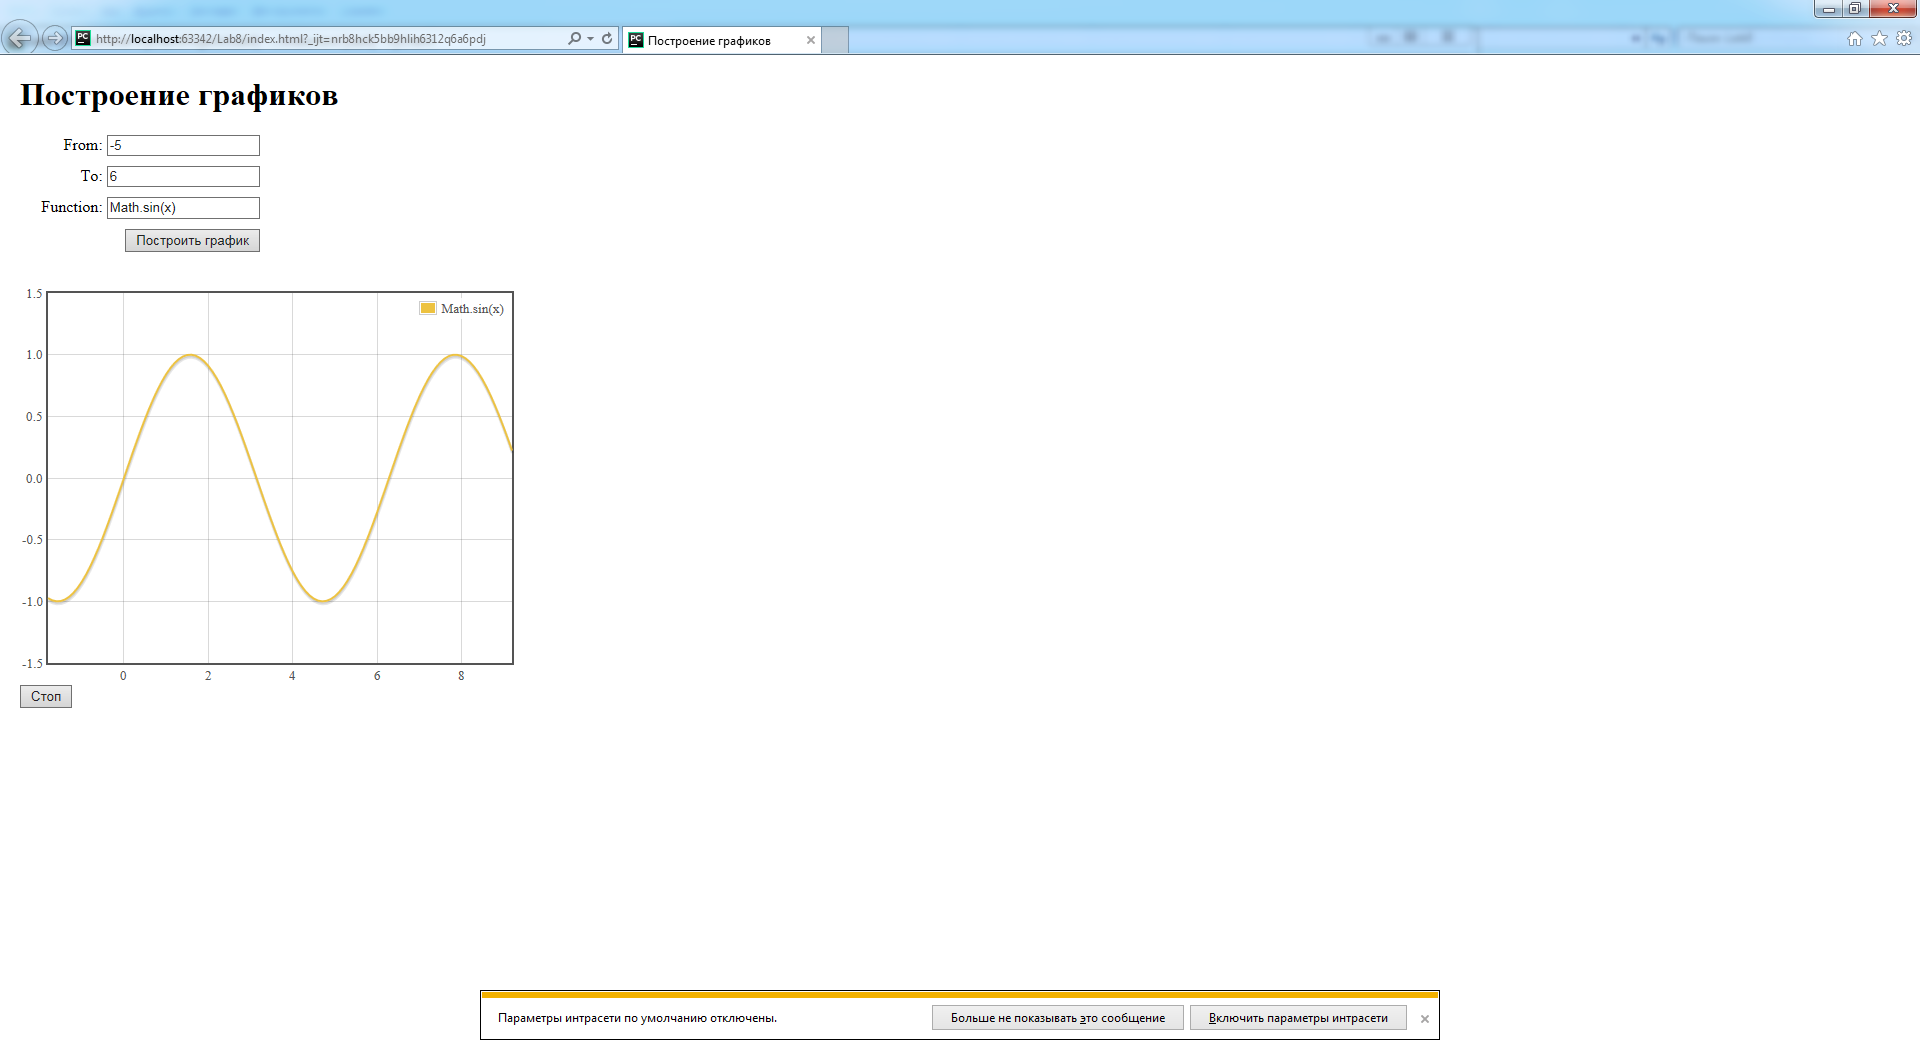 http://localhost:63342/Lab8/index.html?_ijt=nrb8hck5bb9hlih6312q6a6pdj
Построение графиков
Построение графиков
From: -5
To: 6
Function: Math.sin(x)
Построить график
Math.sin(x)
1.5
1.0
0.5
0.0
-0.5
-1.0
-1.5
0 2 4 6 8
Стоп
Параметры интрасети по умолчанию отключены. Больше не показывать это сообщение Включить параметры интрасети